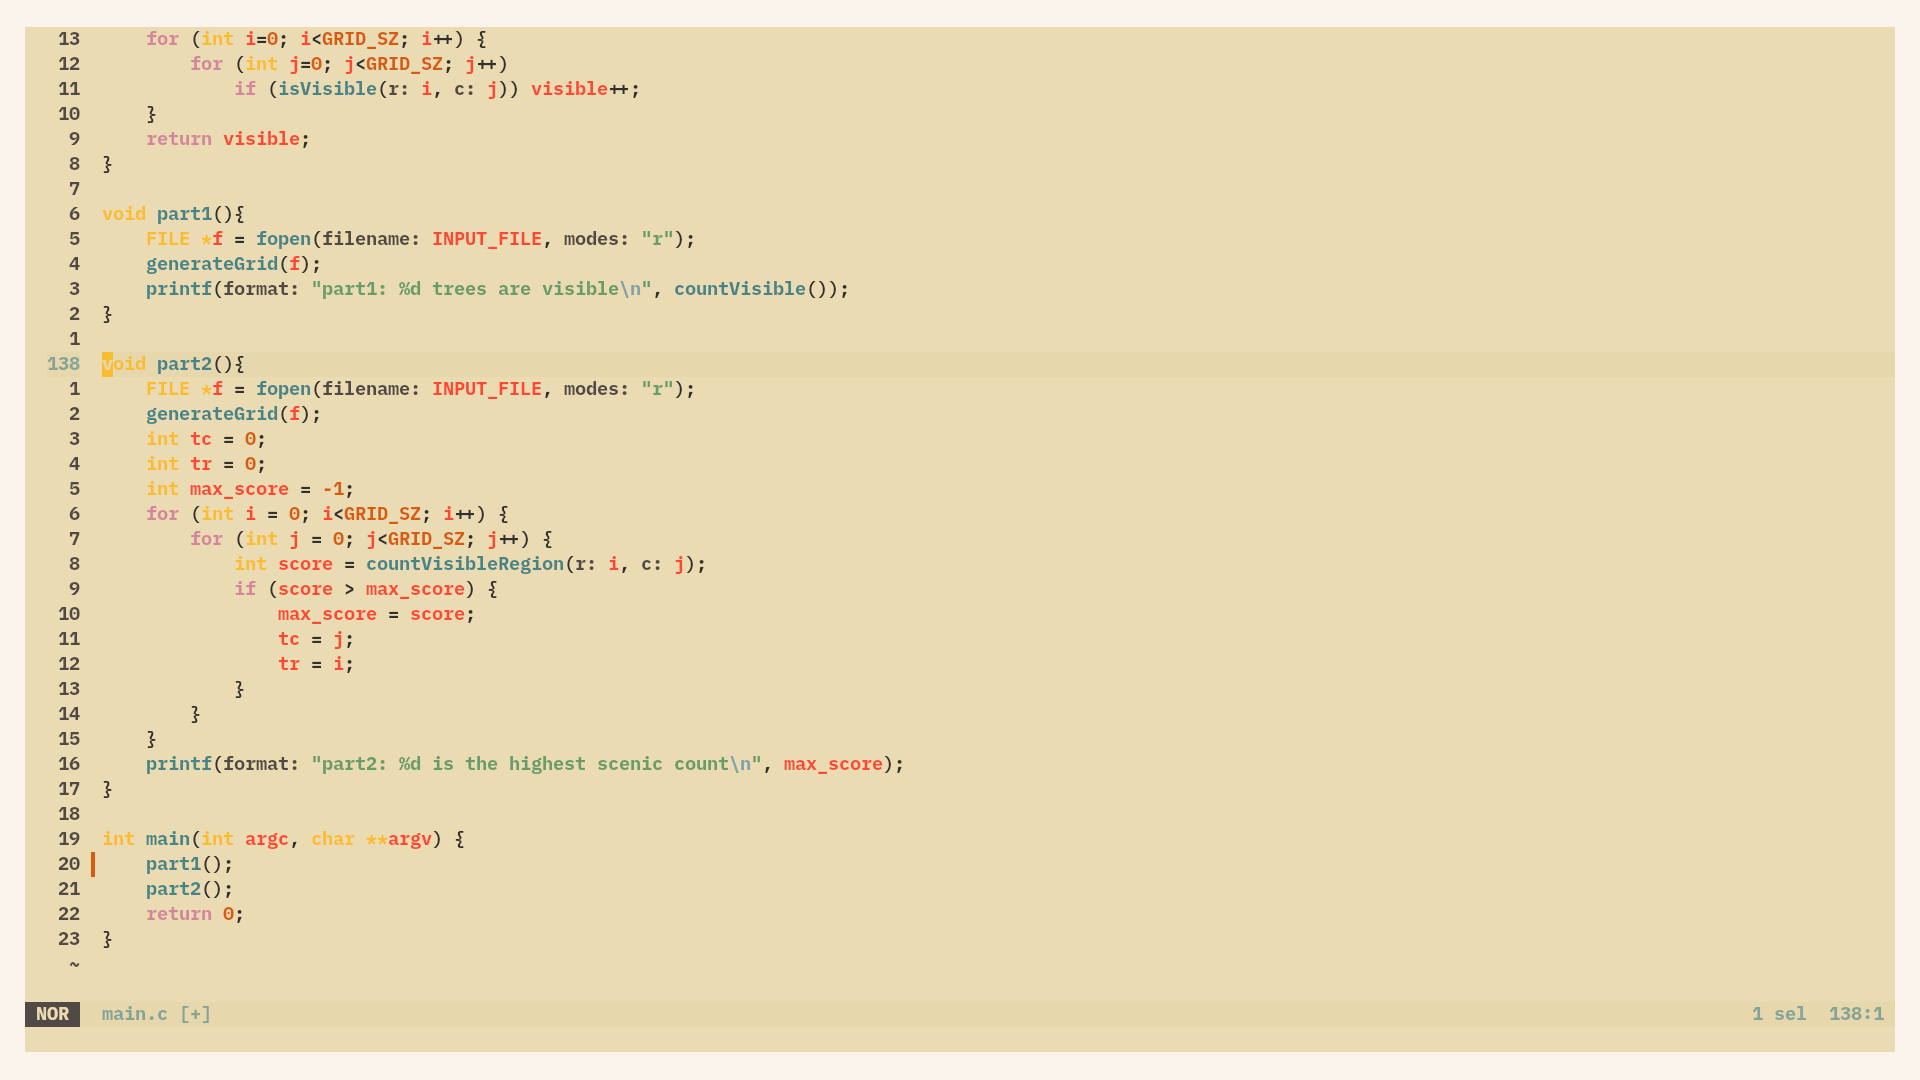 13      for (int i=0; i<GRID_SZ; i++) {
12          for (int j=0; j<GRID_SZ; j++)
11              if (isVisible(r: i, c: j)) visible++;
10      }
9      return visible;
8  }
7
6  void part1(){
5      FILE *f = fopen(filename: INPUT_FILE, modes: "r");
4      generateGrid(f);
3      printf(format: "part1: %d trees are visible\n", countVisible());
2  }
1
138  void part2(){
1      FILE *f = fopen(filename: INPUT_FILE, modes: "r");
2      generateGrid(f);
3      int tc = 0;
4      int tr = 0;
5      int max_score = -1;
6      for (int i = 0; i<GRID_SZ; i++) {
7          for (int j = 0; j<GRID_SZ; j++) {
8              int score = countVisibleRegion(r: i, c: j);
9              if (score > max_score) {
10                  max_score = score;
11                  tc = j;
12                  tr = i;
13              }
14          }
15      }
16      printf(format: "part2: %d is the highest scenic count\n", max_score);
17  }
18
19  int main(int argc, char **argv) {
20      part1();
21      part2();
22      return 0;
23  }
~
NOR  main.c [+]  1 sel  138:1